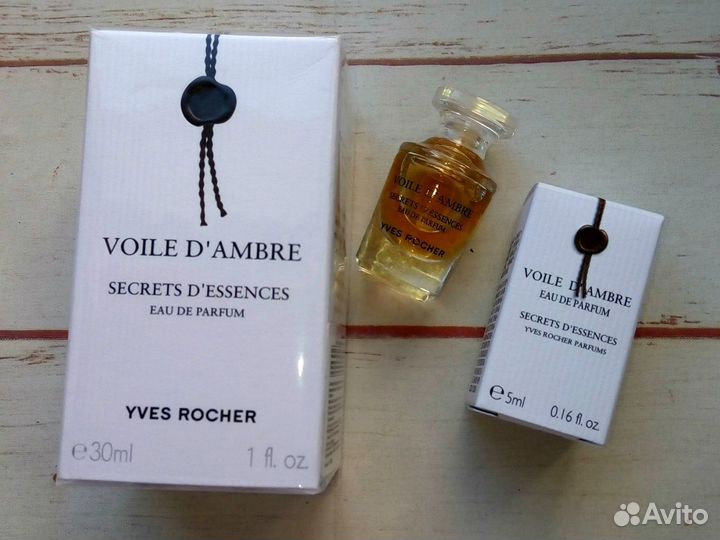 VOILE D'AMBRE
SECRETS D'ESSENCES
EAU DE PARFUM
YVES ROCHER
℮30ml 1 fl. oz.
VOILE D'AMBRE
SECRETS D'ESSENCES
EAU DE PARFUM
YVES ROCHER
VOILE D'AMBRE
EAU DE PARFUM
SECRETS D'ESSENCES
YVES ROCHER PARFUMS
℮5ml 0.16 fl. oz.
Avito